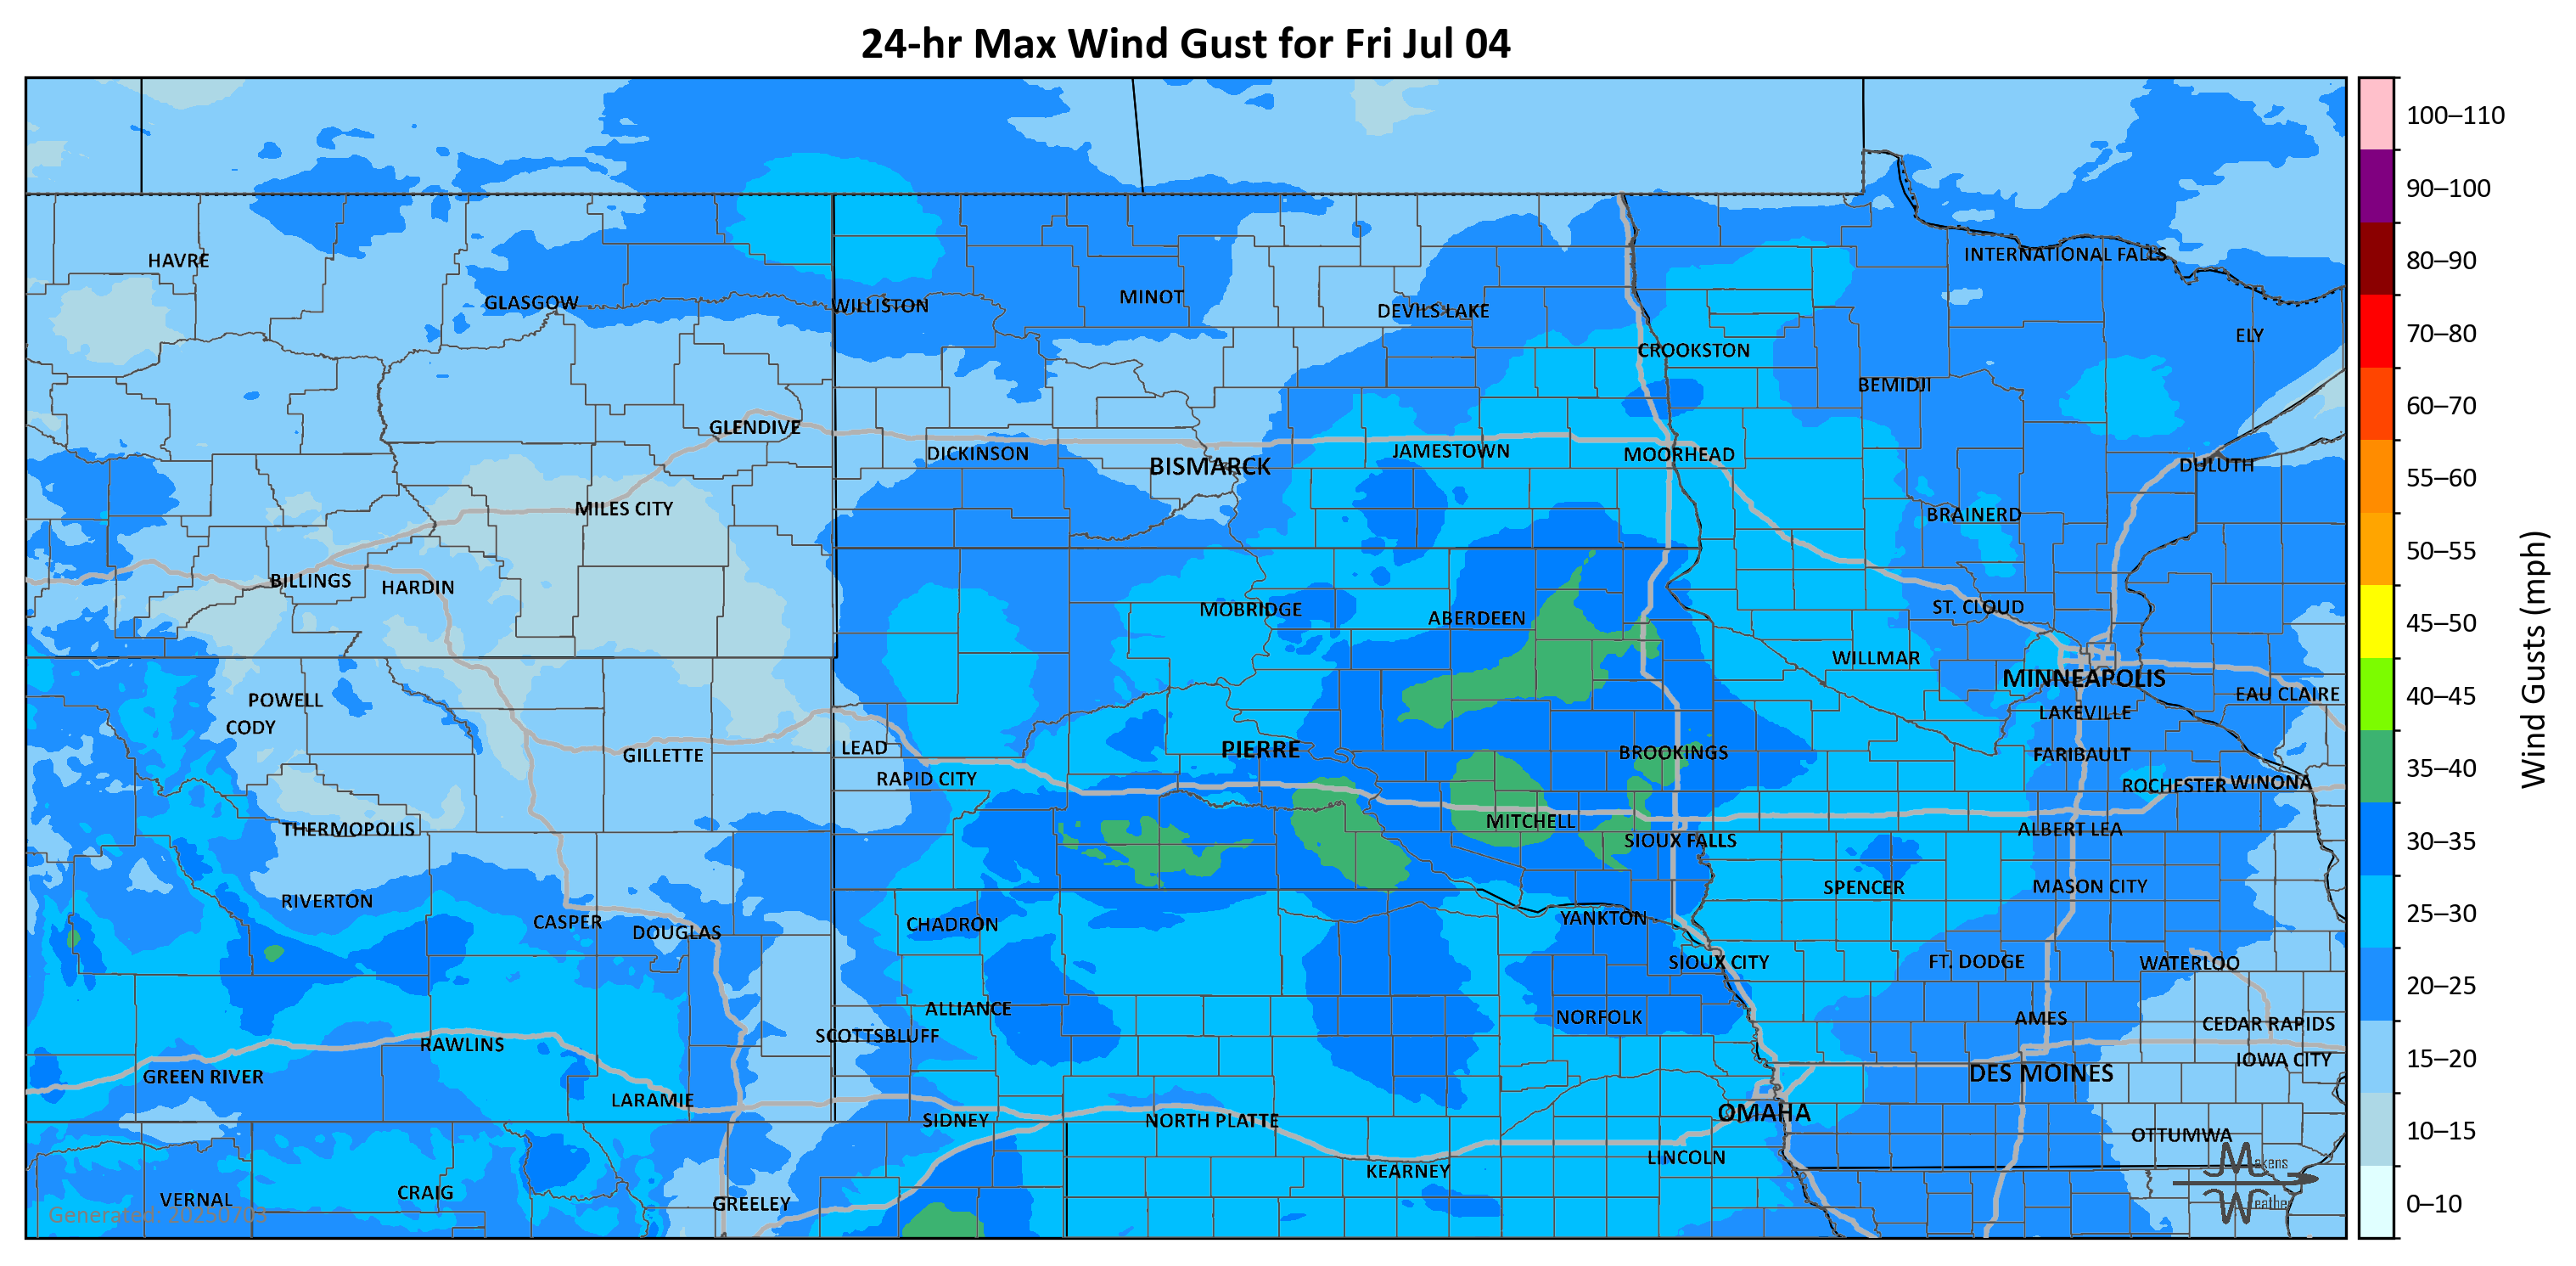 24-hr Max Wind Gust for Fri Jul 04
100–110
90–100
INTERNATIONAL FALLS
HAVRE
80–90
MINOT
GLASGOW
WILLISTON
DEVILS LAKE
70–80
ELY
CROOKSTON
BEMIDJI
60–70
GLENDIVE
DICKINSON
JAMESTOWN
MOORHEAD
BISMARCK
DULUTH
55–60
MILES CITY
BRAINERD
50–55
BILLINGS
HARDIN
MOBRIDGE
ABERDEEN
ST. CLOUD
45–50
WILLMAR
MINNEAPOLIS
EAU CLAIRE
40–45
POWELL
LAKEVILLE
CODY
LEAD
PIERRE
BROOKINGS
GILLETTE
FARIBAULT
35–40
RAPID CITY
ROCHESTER
WINONA
MITCHELL
THERMOPOLIS
ALBERT LEA
SIOUX FALLS
30–35
SPENCER
MASON CITY
RIVERTON
CASPER
CHADRON
YANKTON
25–30
DOUGLAS
SIOUX CITY
FT. DODGE
WATERLOO
20–25
ALLIANCE
NORFOLK
AMES
CEDAR RAPIDS
SCOTTSBLUFF
RAWLINS
IOWA CITY
15–20
GREEN RIVER
DES MOINES
LARAMIE
OMAHA
SIDNEY
NORTH PLATTE
10–15
OTTUMWA
LINCOLN
KEARNEY
Makens
CRAIG
VERNAL
GREELEY
Weather
0–10
Generated: 20250703
Wind Gusts (mph)